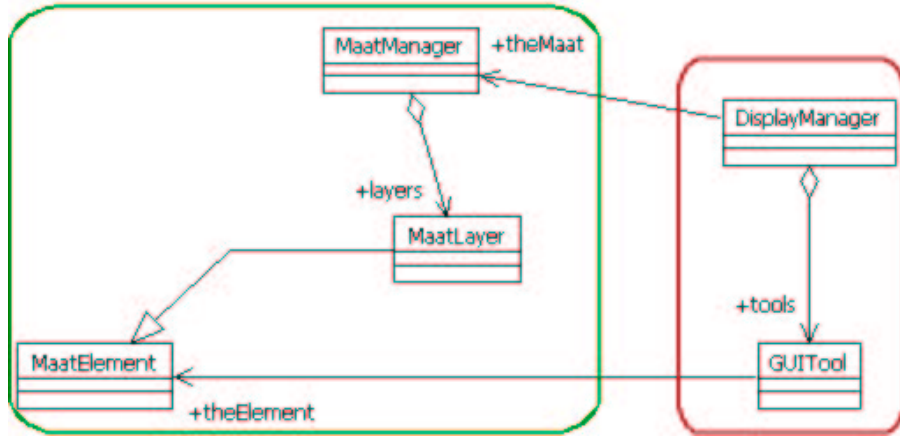 MaatManager
+theMaat
DisplayManager
+layers
MaatLayer
+tools
MaatElement
GUITool
+theElement